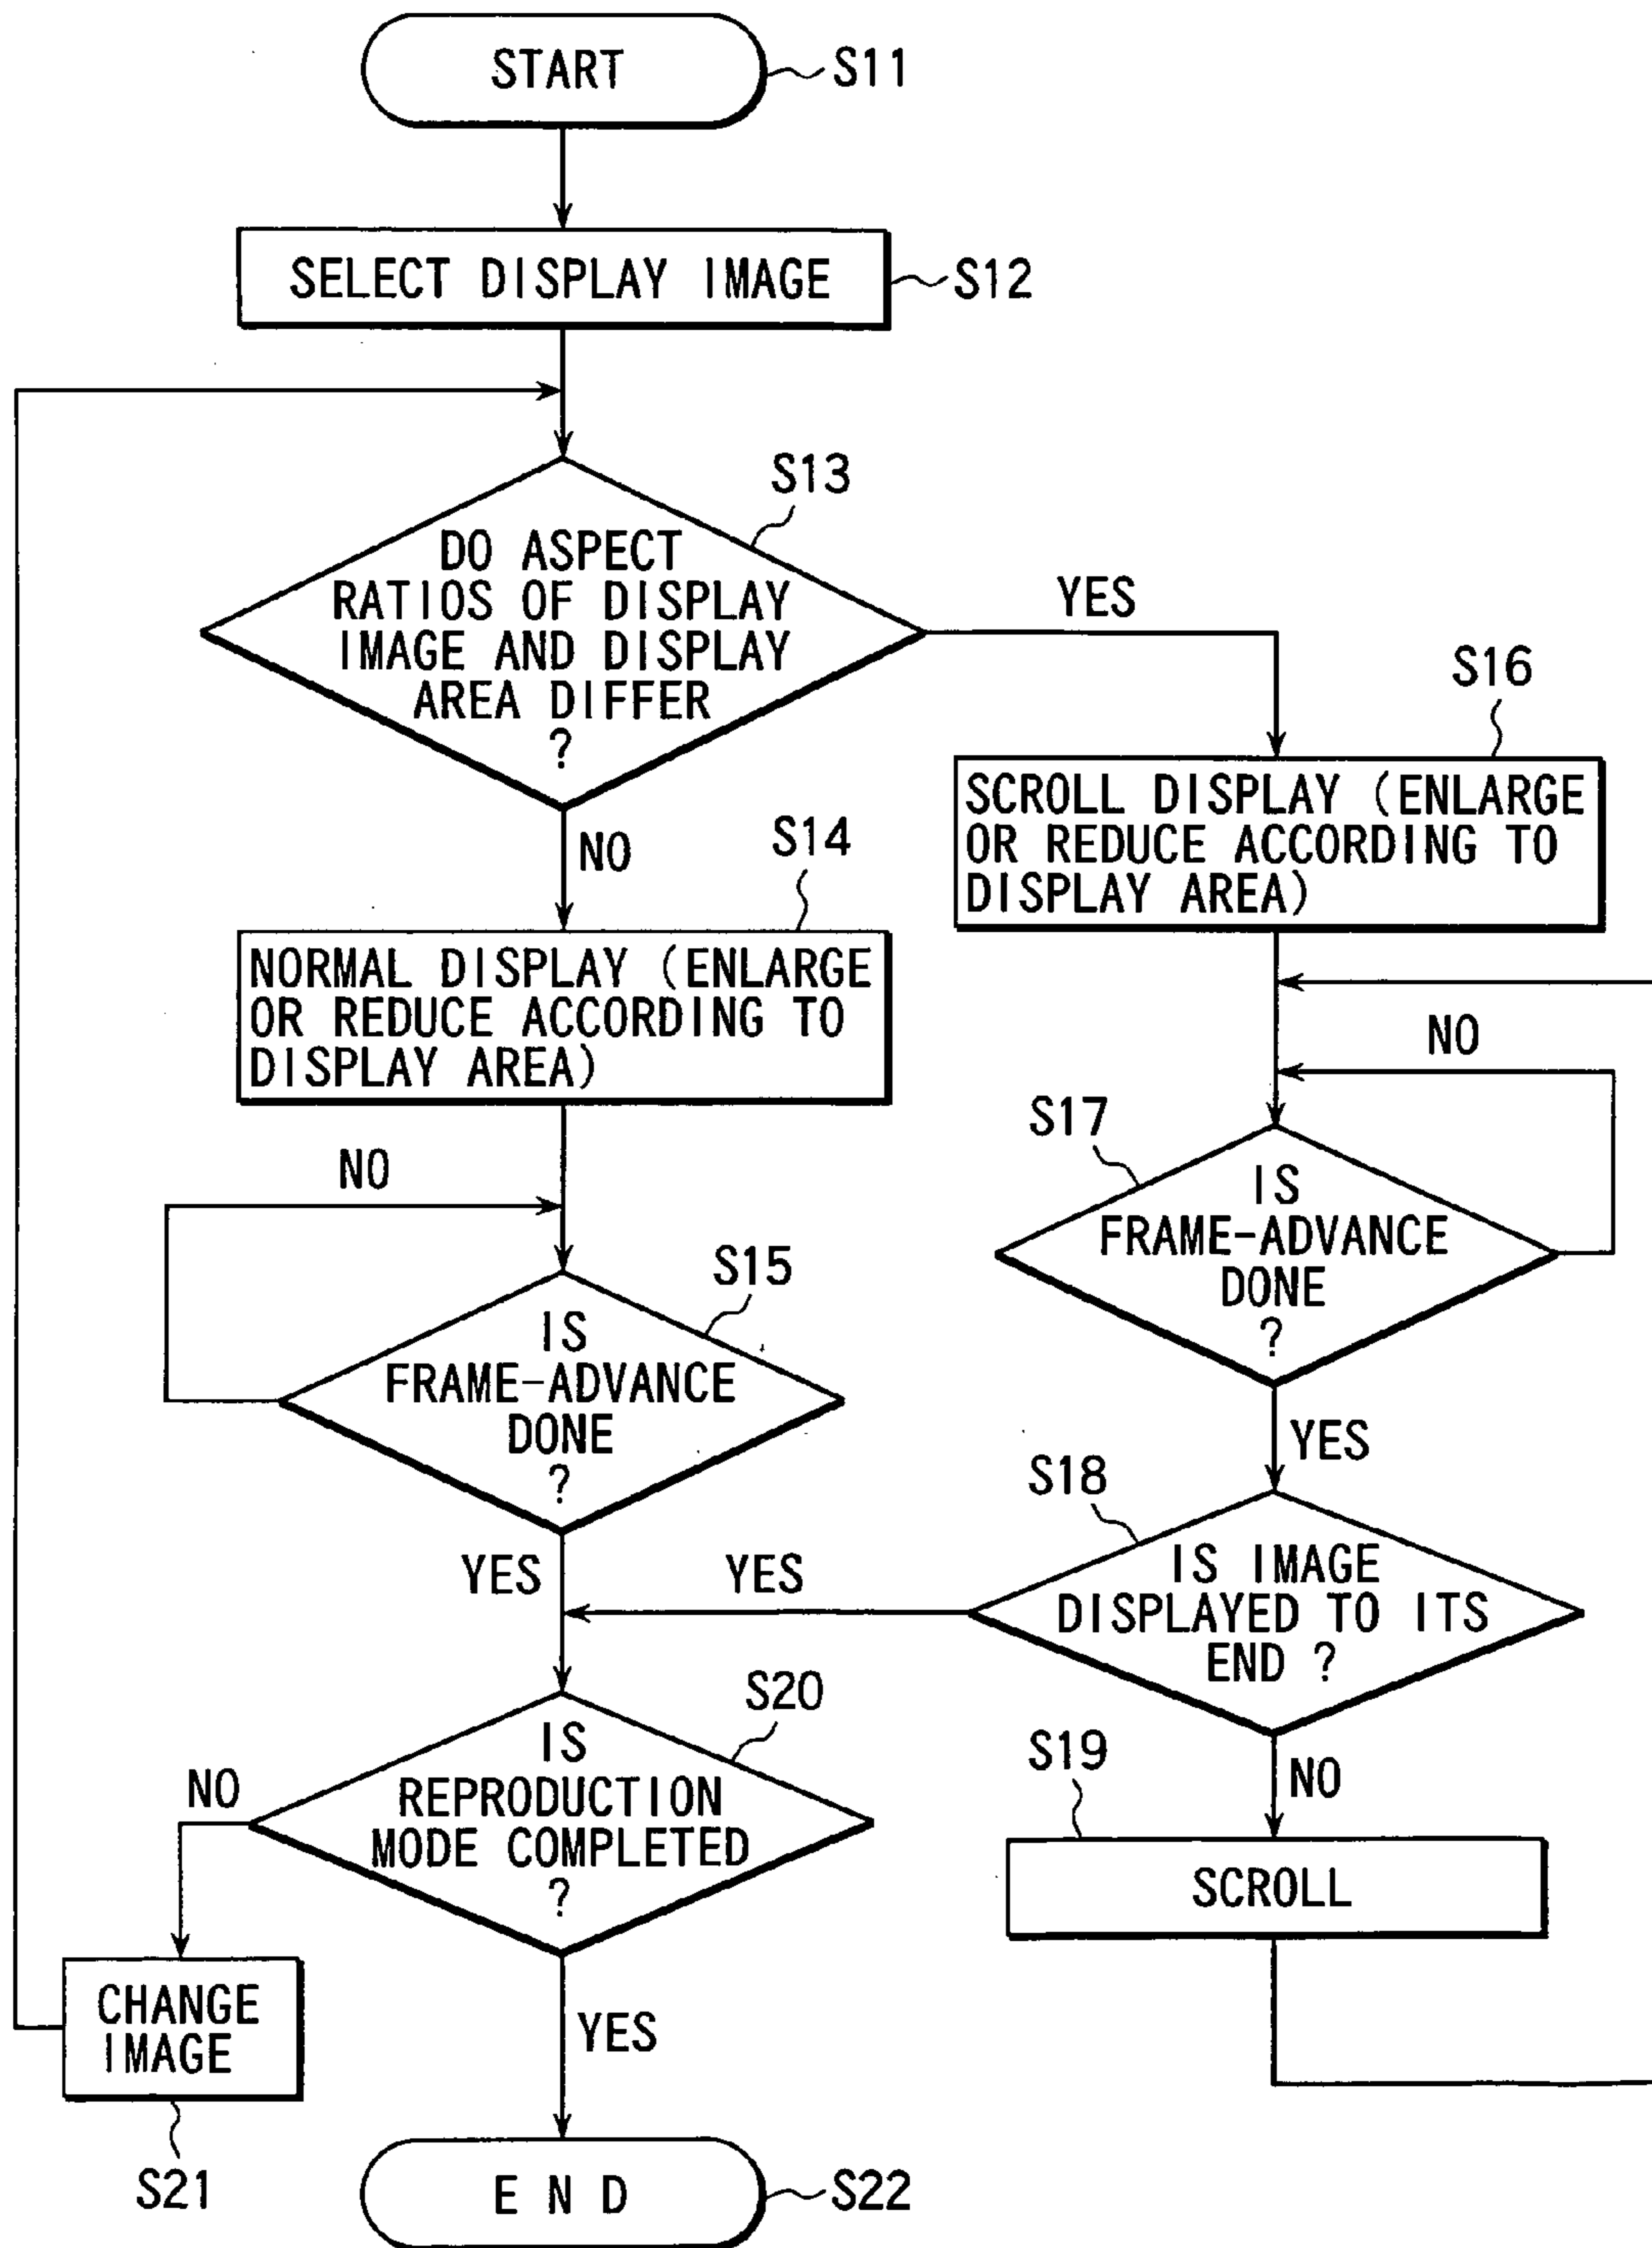 START
S11
SELECT DISPLAY IMAGE
S12
S13
DO ASPECT
RATIOS OF DISPLAY
IMAGE AND DISPLAY
AREA DIFFER
?
YES
NO
S16
SCROLL DISPLAY (ENLARGE
OR REDUCE ACCORDING TO
DISPLAY AREA)
S14
NORMAL DISPLAY (ENLARGE
OR REDUCE ACCORDING TO
DISPLAY AREA)
NO
S17
IS
FRAME-ADVANCE
DONE
?
NO
S15
IS
FRAME-ADVANCE
DONE
?
YES
YES
S18
IS IMAGE
DISPLAYED TO ITS
END ?
YES
NO
S19
SCROLL
S20
IS
REPRODUCTION
MODE COMPLETED
?
NO
YES
CHANGE
IMAGE
S21
END
S22